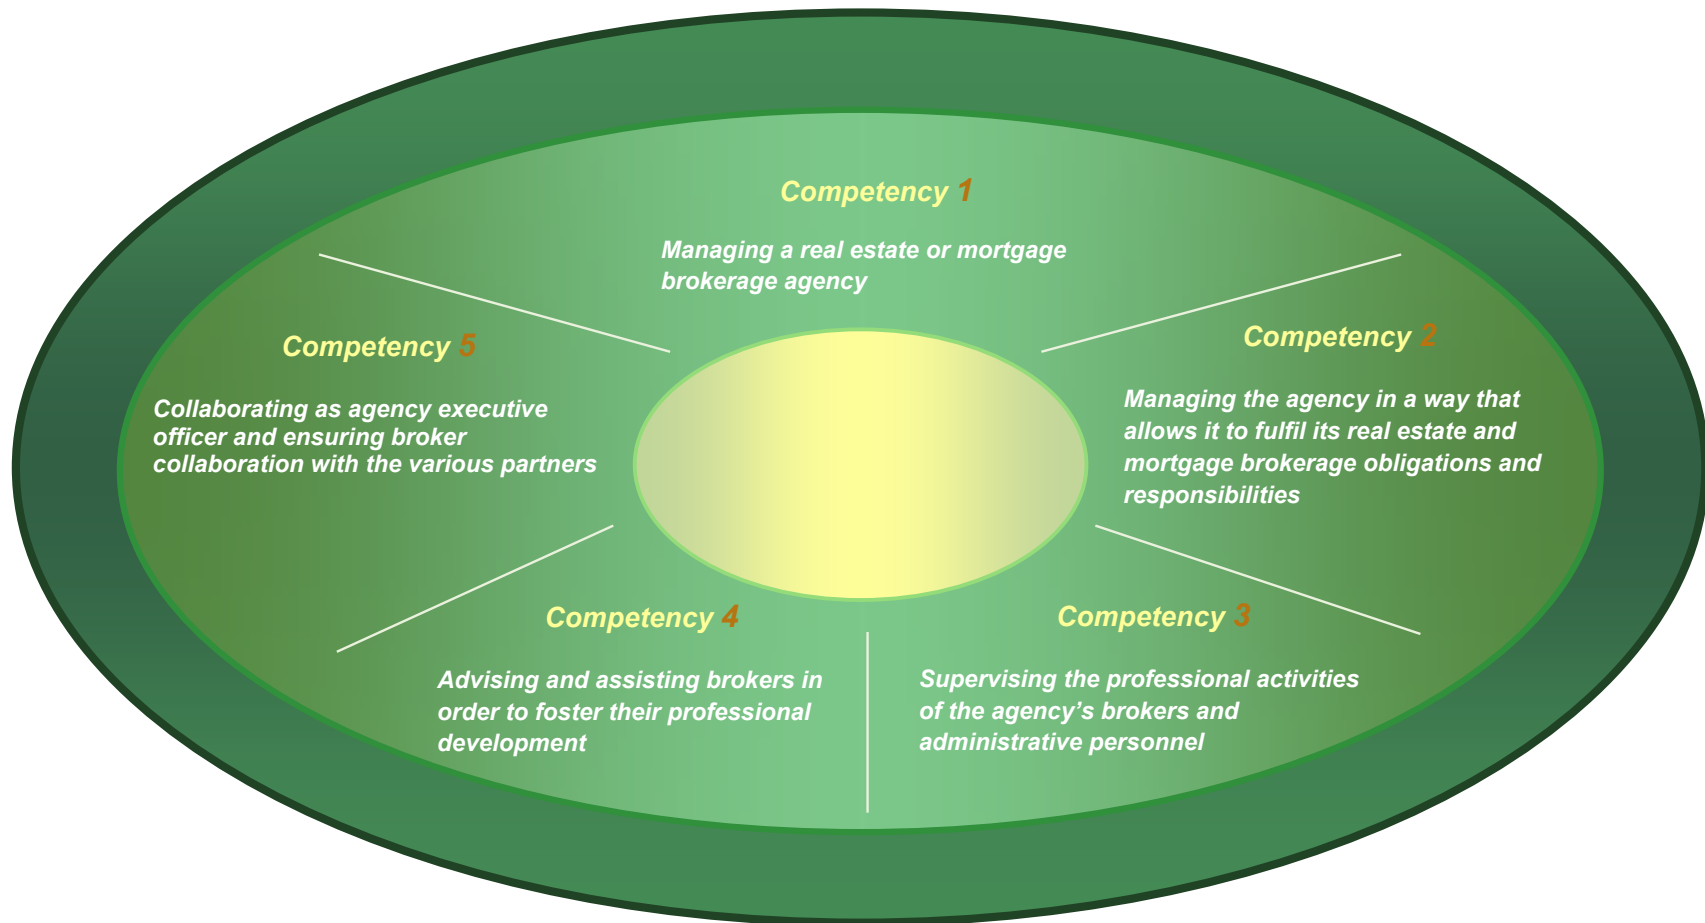 Competency 1
Managing a real estate or mortgage
brokerage agency
Competency 2
Managing the agency in a way that
allows it to fulfil its real estate and
mortgage brokerage obligations and
responsibilities
Competency 3
Supervising the professional activities
of the agency’s brokers and
administrative personnel
Competency 4
Advising and assisting brokers in
order to foster their professional
development
Competency 5
Collaborating as agency executive
officer and ensuring broker
collaboration with the various partners